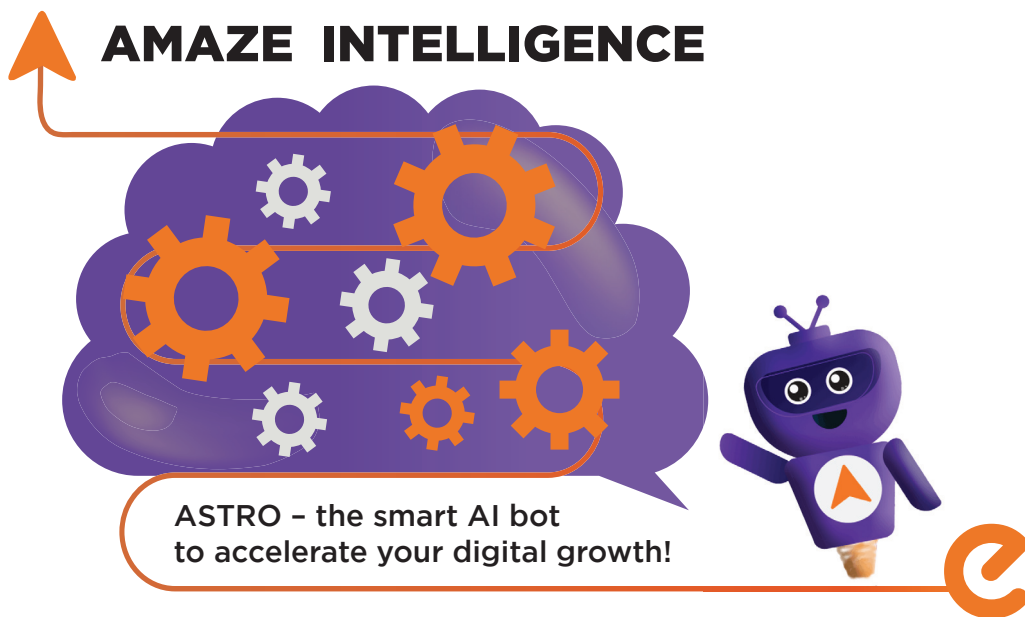 AMAZE INTELLIGENCE
ASTRO – the smart AI bot
to accelerate your digital growth!
e